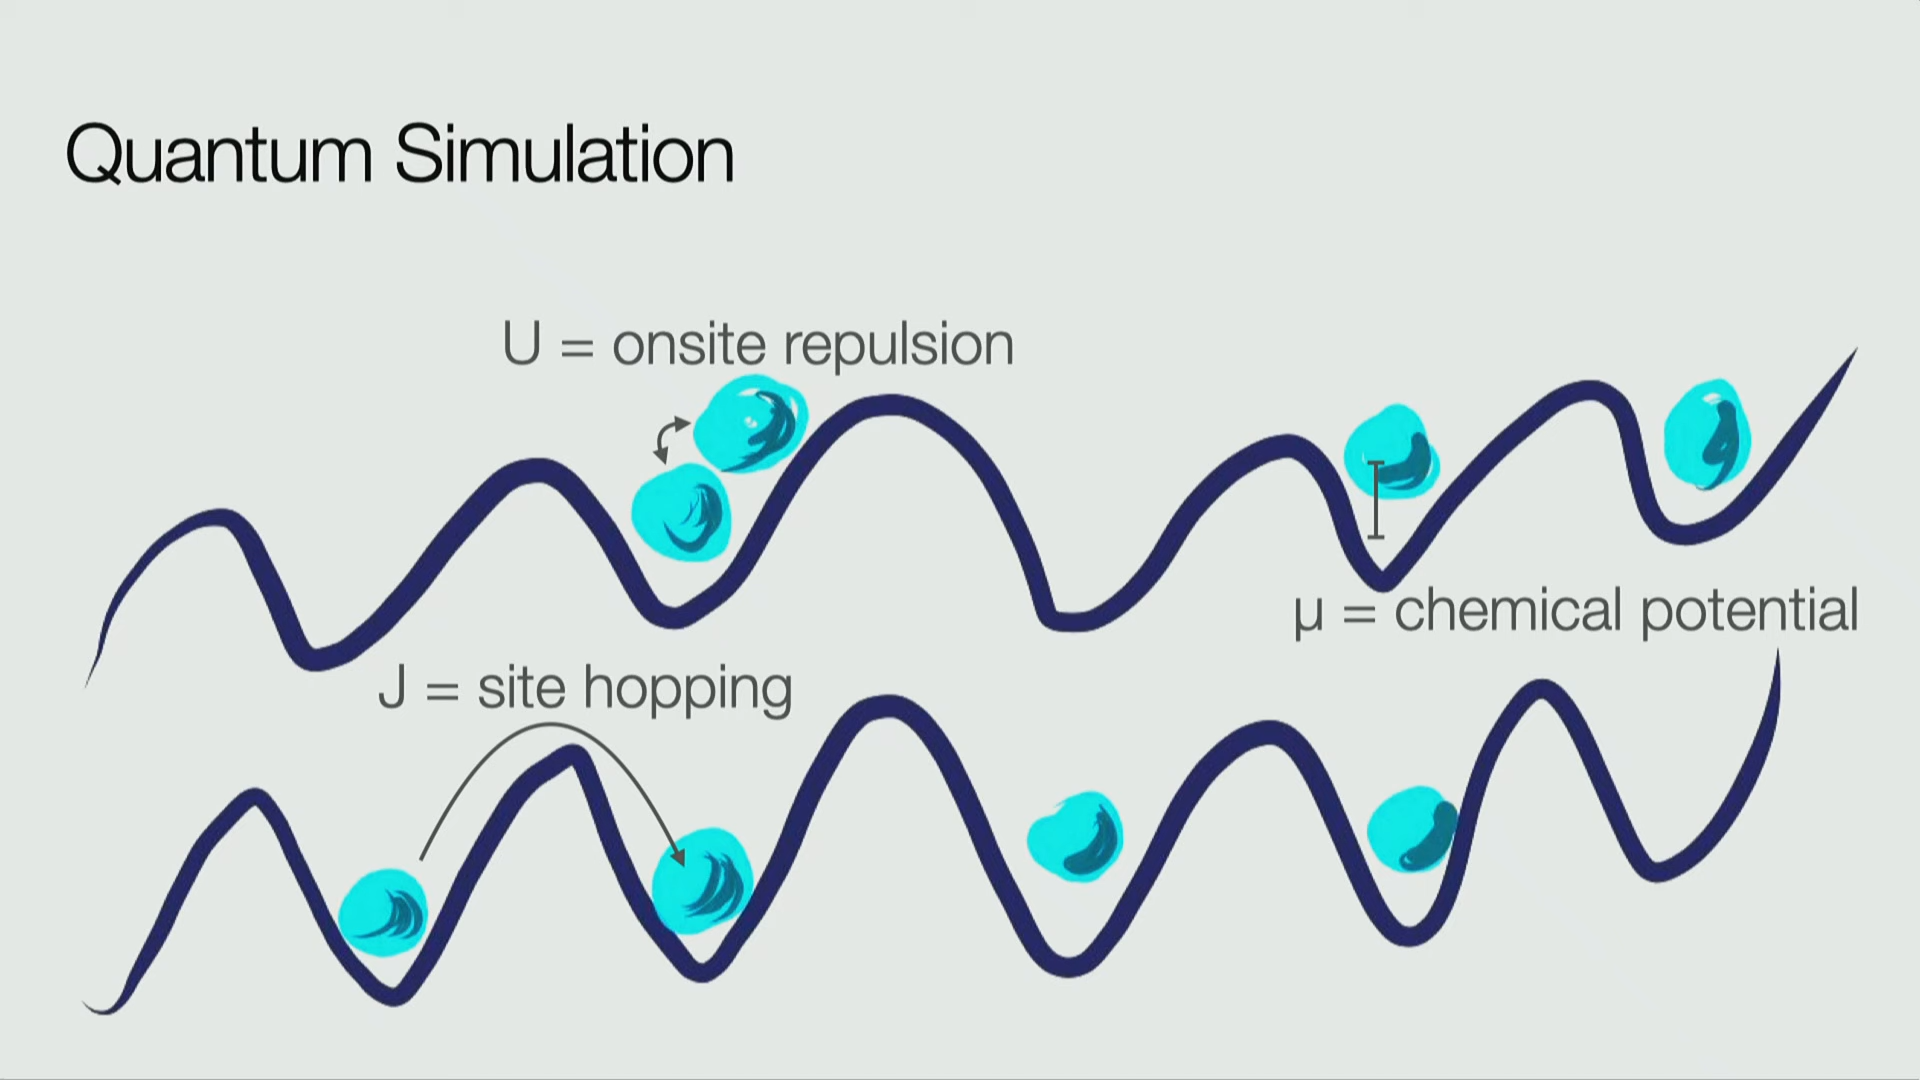 Quantum Simulation
U = onsite repulsion
μ = chemical potential
J = site hopping